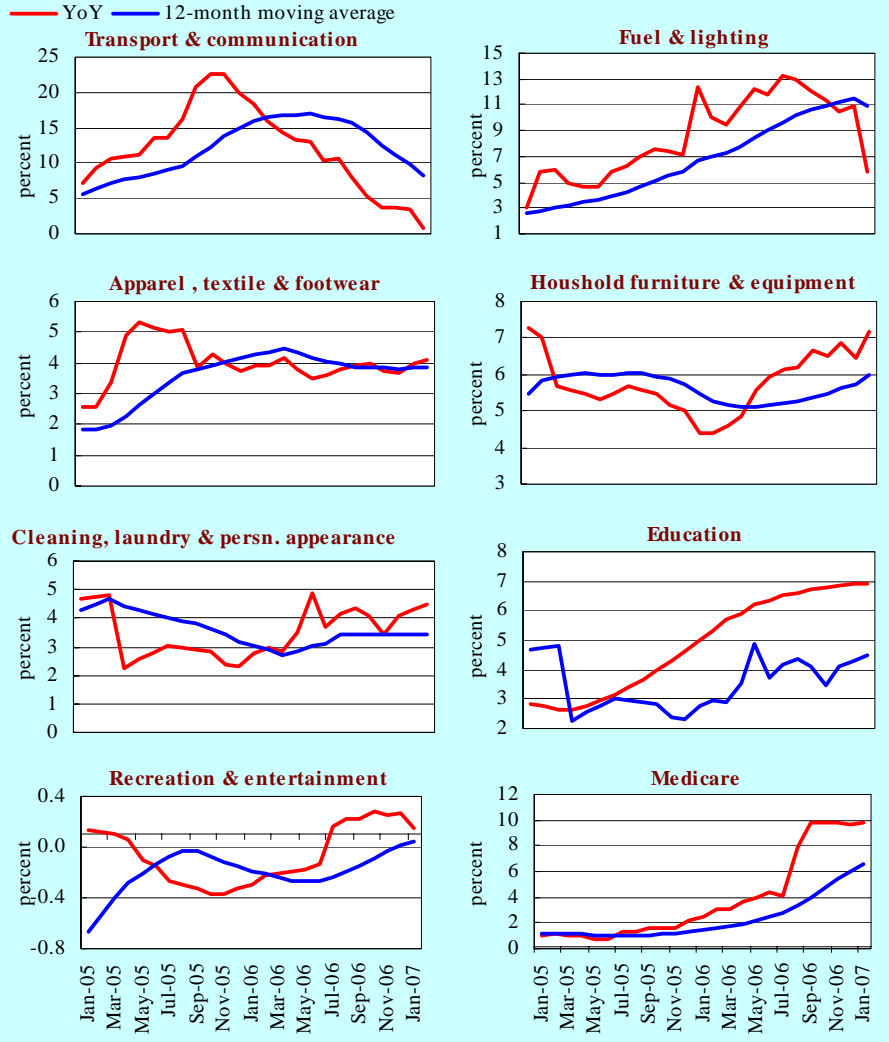 YoY 12-month moving average
Transport & communication
percent
25
20
15
10
5
0
Fuel & lighting
percent
15
13
11
9
7
5
3
1
Apparel , textile & footwear
percent
6
5
4
3
2
1
0
Houshold furniture & equipment
percent
8
7
6
5
4
3
Cleaning, laundry & persn. appearance
percent
6
5
4
3
2
1
0
Education
8
7
6
5
4
3
2
Recreation & entertainment
percent
0.4
0.0
-0.4
-0.8
Jan-05
Mar-05
May-05
Jul-05
Sep-05
Nov-05
Jan-06
Mar-06
May-06
Jul-06
Sep-06
Nov-06
Jan-07
Medicare
percent
12
10
8
6
4
2
0
Jan-05
Mar-05
May-05
Jul-05
Sep-05
Nov-05
Jan-06
Mar-06
May-06
Jul-06
Sep-06
Nov-06
Jan-07